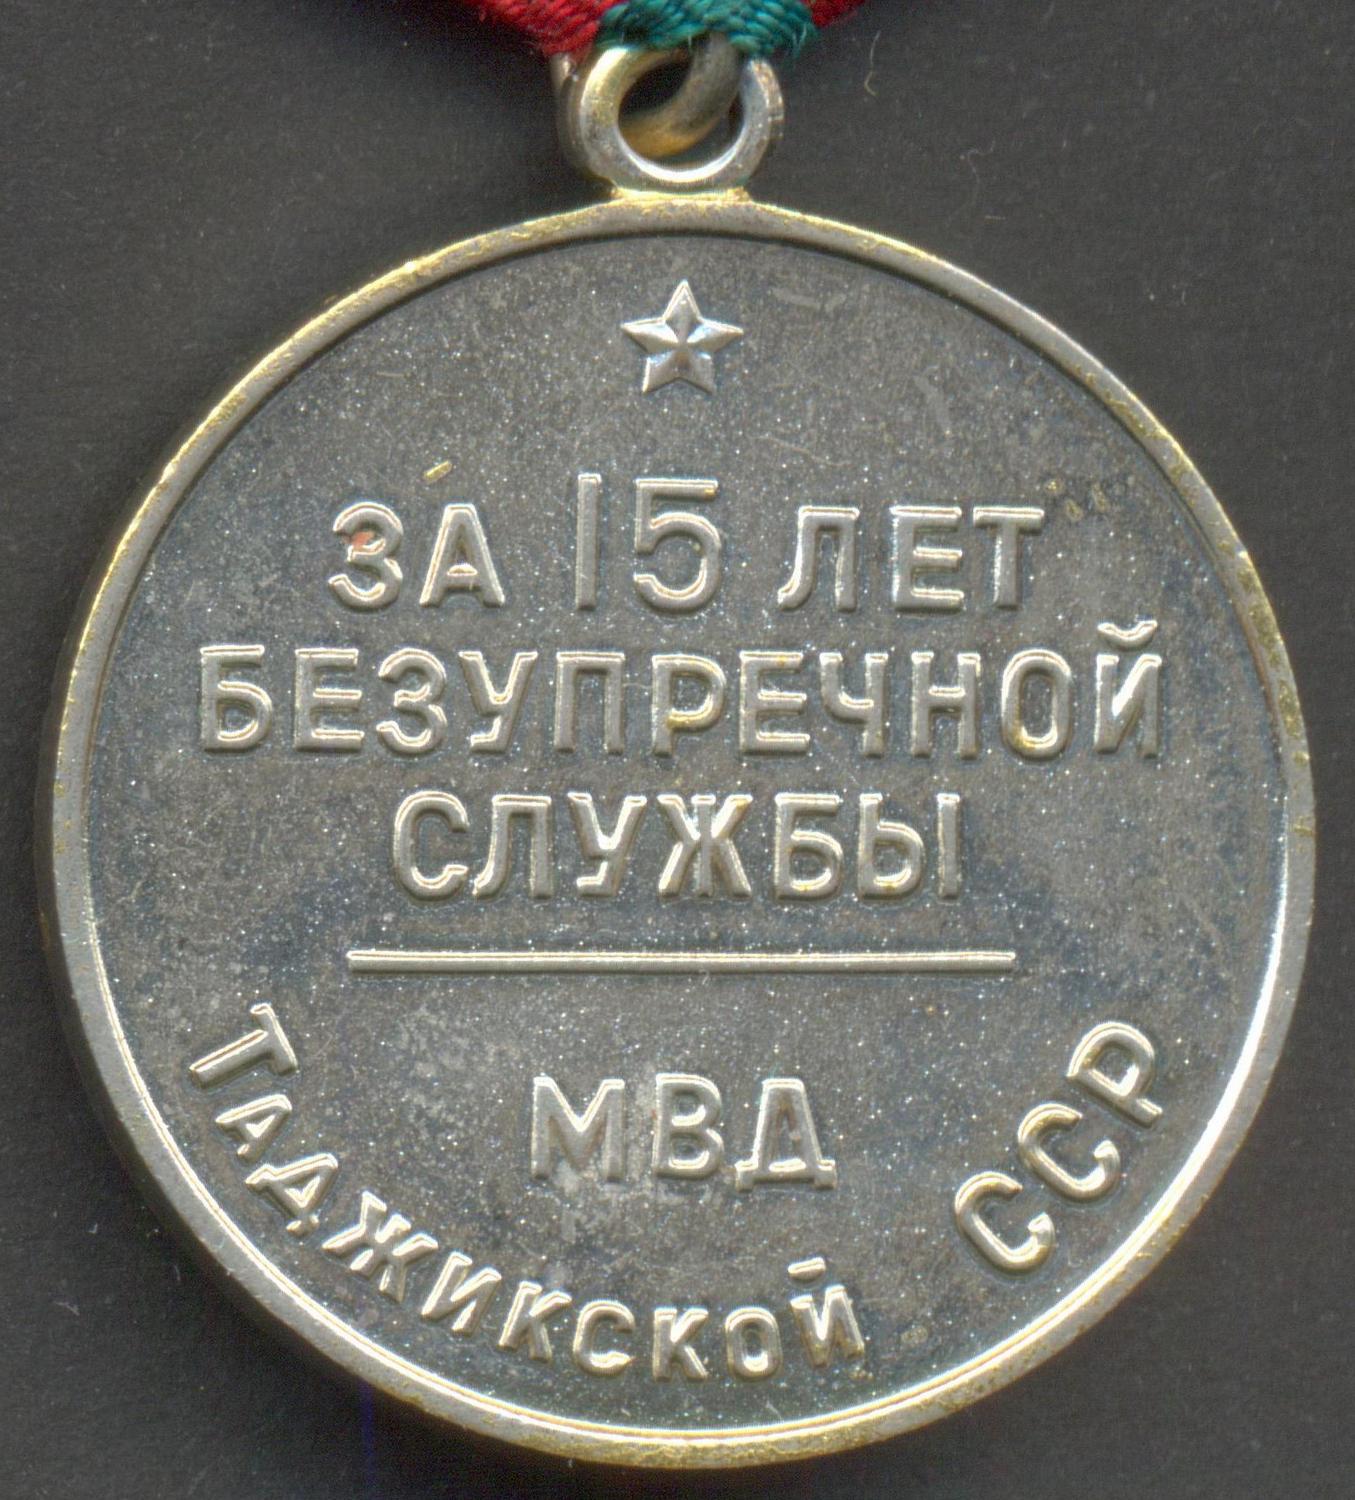 ЗА 15 ЛЕТ
БЕЗУПРЕЧНОЙ
СЛУЖБЫ
МВД
ТАДЖИКСКОЙ ССР